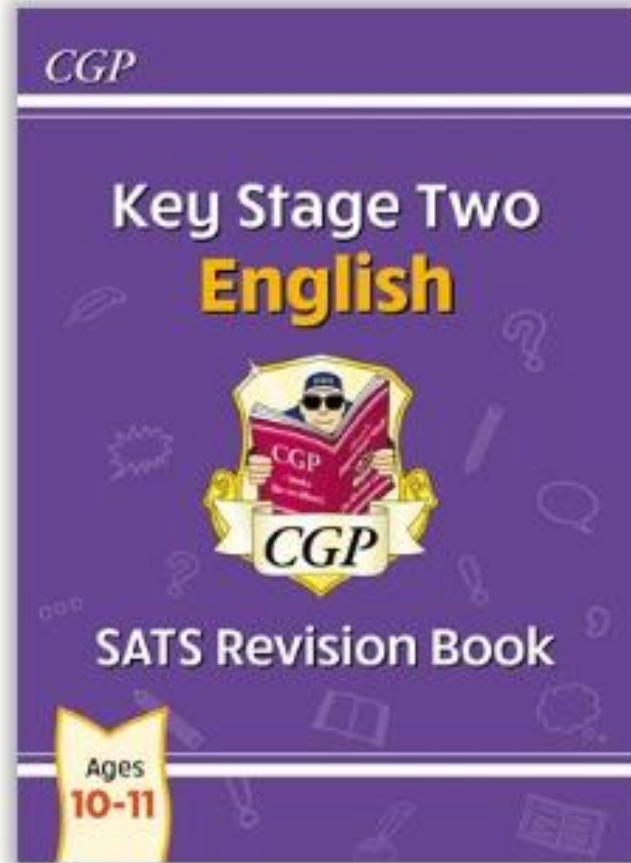 CGP
Key Stage Two
English
CGP
CGP
SATS Revision Book
Ages
10-11